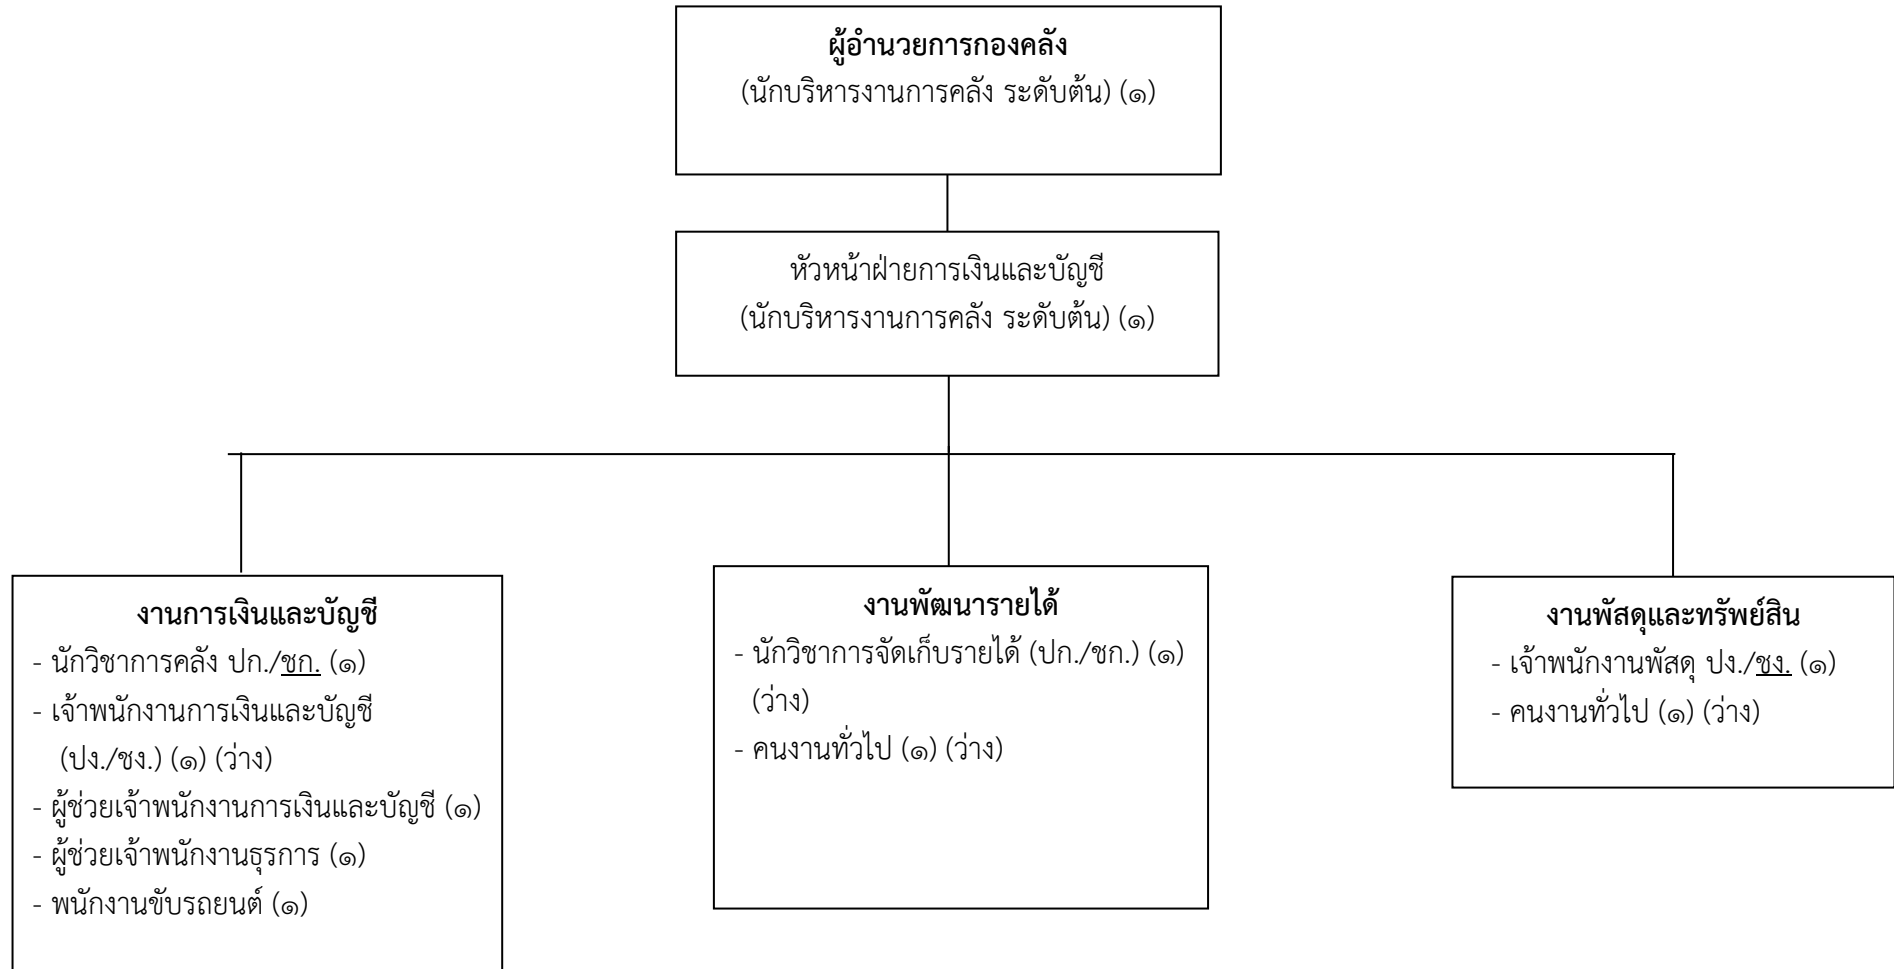 ผู้อำนวยการกองคลัง
(นักบริหารงานการคลัง ระดับต้น) (๑)
หัวหน้าฝ่ายการเงินและบัญชี
(นักบริหารงานการคลัง ระดับต้น) (๑)
งานการเงินและบัญชี
- นักวิชาการคลัง ปก./ชก. (๑)
- เจ้าพนักงานการเงินและบัญชี
(ปง./ชง.) (๑) (ว่าง)
- ผู้ช่วยเจ้าพนักงานการเงินและบัญชี (๑)
- ผู้ช่วยเจ้าพนักงานธุรการ (๑)
- พนักงานขับรถยนต์ (๑)
งานพัฒนารายได้
- นักวิชาการจัดเก็บรายได้ (ปก./ชก.) (๑)
(ว่าง)
- คนงานทั่วไป (๑) (ว่าง)
งานพัสดุและทรัพย์สิน
- เจ้าพนักงานพัสดุ ปง./ชง. (๑)
- คนงานทั่วไป (๑) (ว่าง)